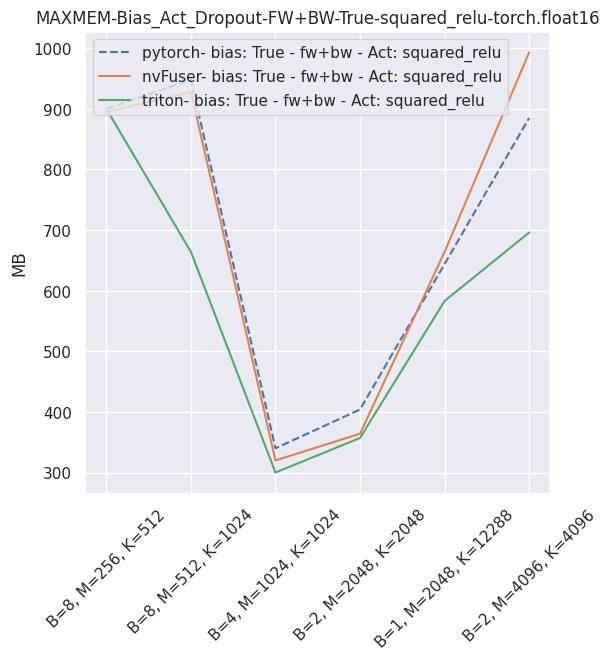 MAXMEM-Bias_Act_Dropout-FW+BW-True-squared_relu-torch.float16
pytorch- bias: True - fw+bw - Act: squared_relu
nvFuser- bias: True - fw+bw - Act: squared_relu
triton- bias: True - fw+bw - Act: squared_relu
MB
1000
900
800
700
600
500
400
300
B=8, M=256, K=512
B=8, M=512, K=1024
B=4, M=1024, K=1024
B=2, M=2048, K=2048
B=1, M=2048, K=12288
B=2, M=4096, K=4096